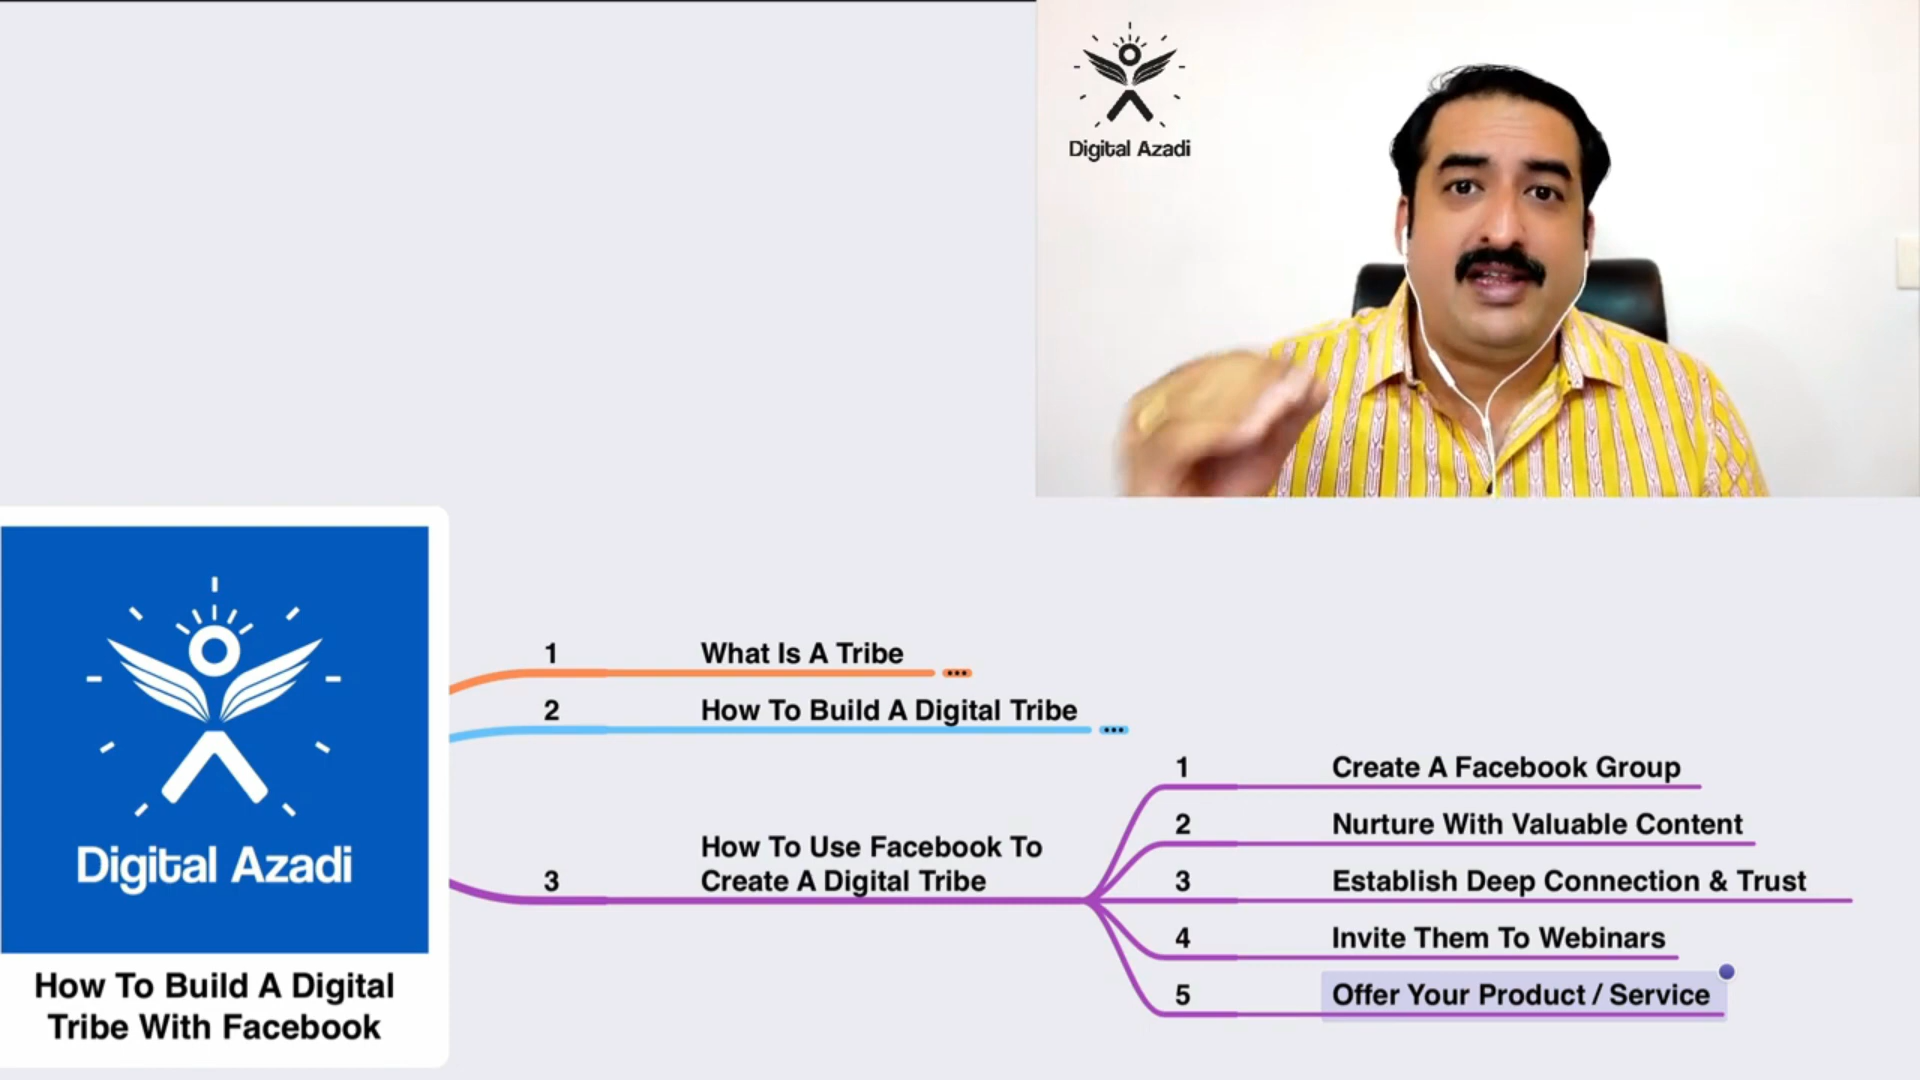 Digital Azadi
Digital Azadi
How To Build A Digital
Tribe With Facebook
1 What Is A Tribe
2 How To Build A Digital Tribe
3 How To Use Facebook To
Create A Digital Tribe
1 Create A Facebook Group
2 Nurture With Valuable Content
3 Establish Deep Connection & Trust
4 Invite Them To Webinars
5 Offer Your Product / Service